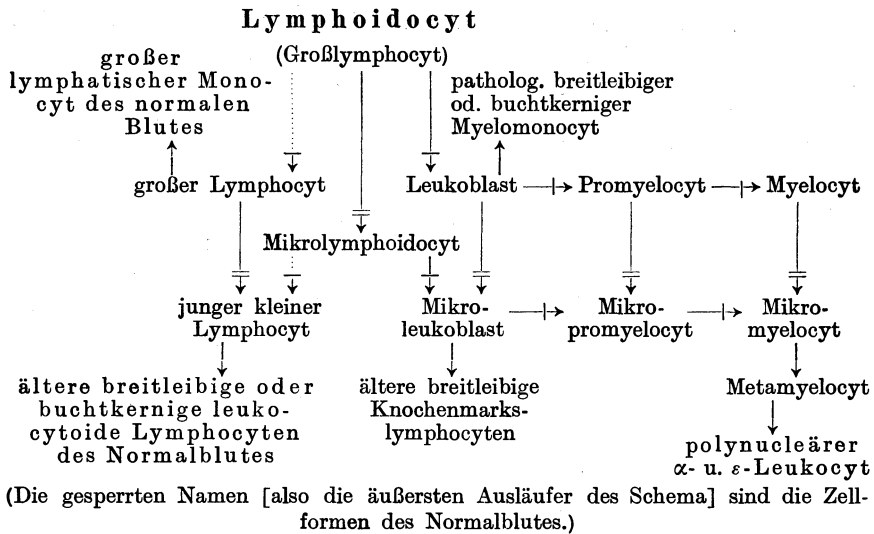 Lymphoidocyt
(Großlymphocyt)
großer
lymphatischer Mono-
cyt des normalen
Blutes
patholog. breitleibiger
od. buchtkerniger
Myelomonocyt
großer Lymphocyt
Leukoblast
Promyelocyt
Myelocyt
Mikrolymphoidocyt
junger kleiner
Lymphocyt
Mikro-
leukoblast
Mikro-
promyelocyt
Mikro-
myelocyt
ältere breitleibige oder
buchtkernige leuko-
cytoide Lymphocyten
des Normalblutes
ältere breitleibige
Knochenmarks-
lymphocyten
Metamyelocyt
polynucleärer
α- u. ε-Leukocyt
(Die gesperrten Namen [also die äußersten Ausläufer des Schema] sind die Zell-
formen des Normalblutes.)